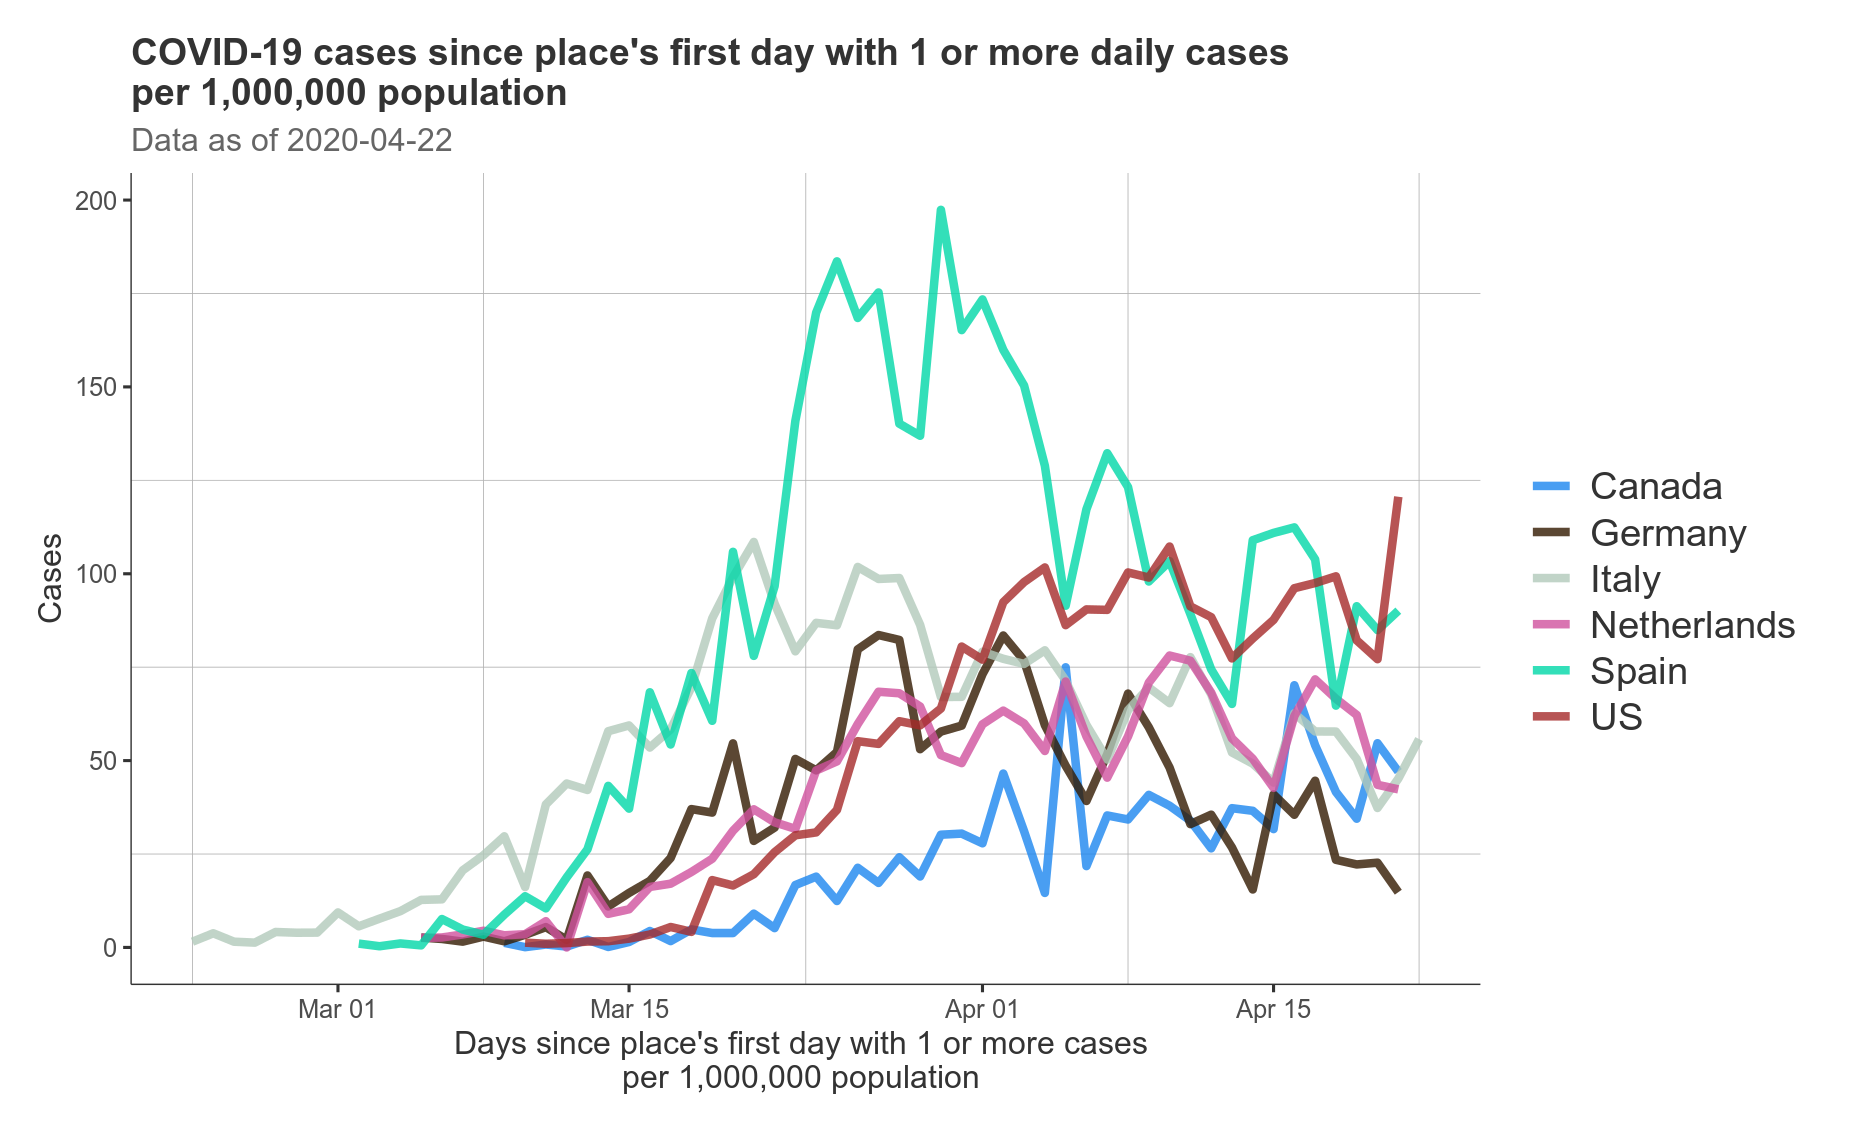 COVID-19 cases since place's first day with 1 or more daily cases
per 1,000,000 population
Data as of 2020-04-22
200
150
100
50
0
Cases
Mar 01
Mar 15
Apr 01
Apr 15
Days since place's first day with 1 or more cases
per 1,000,000 population
Canada
Germany
Italy
Netherlands
Spain
US